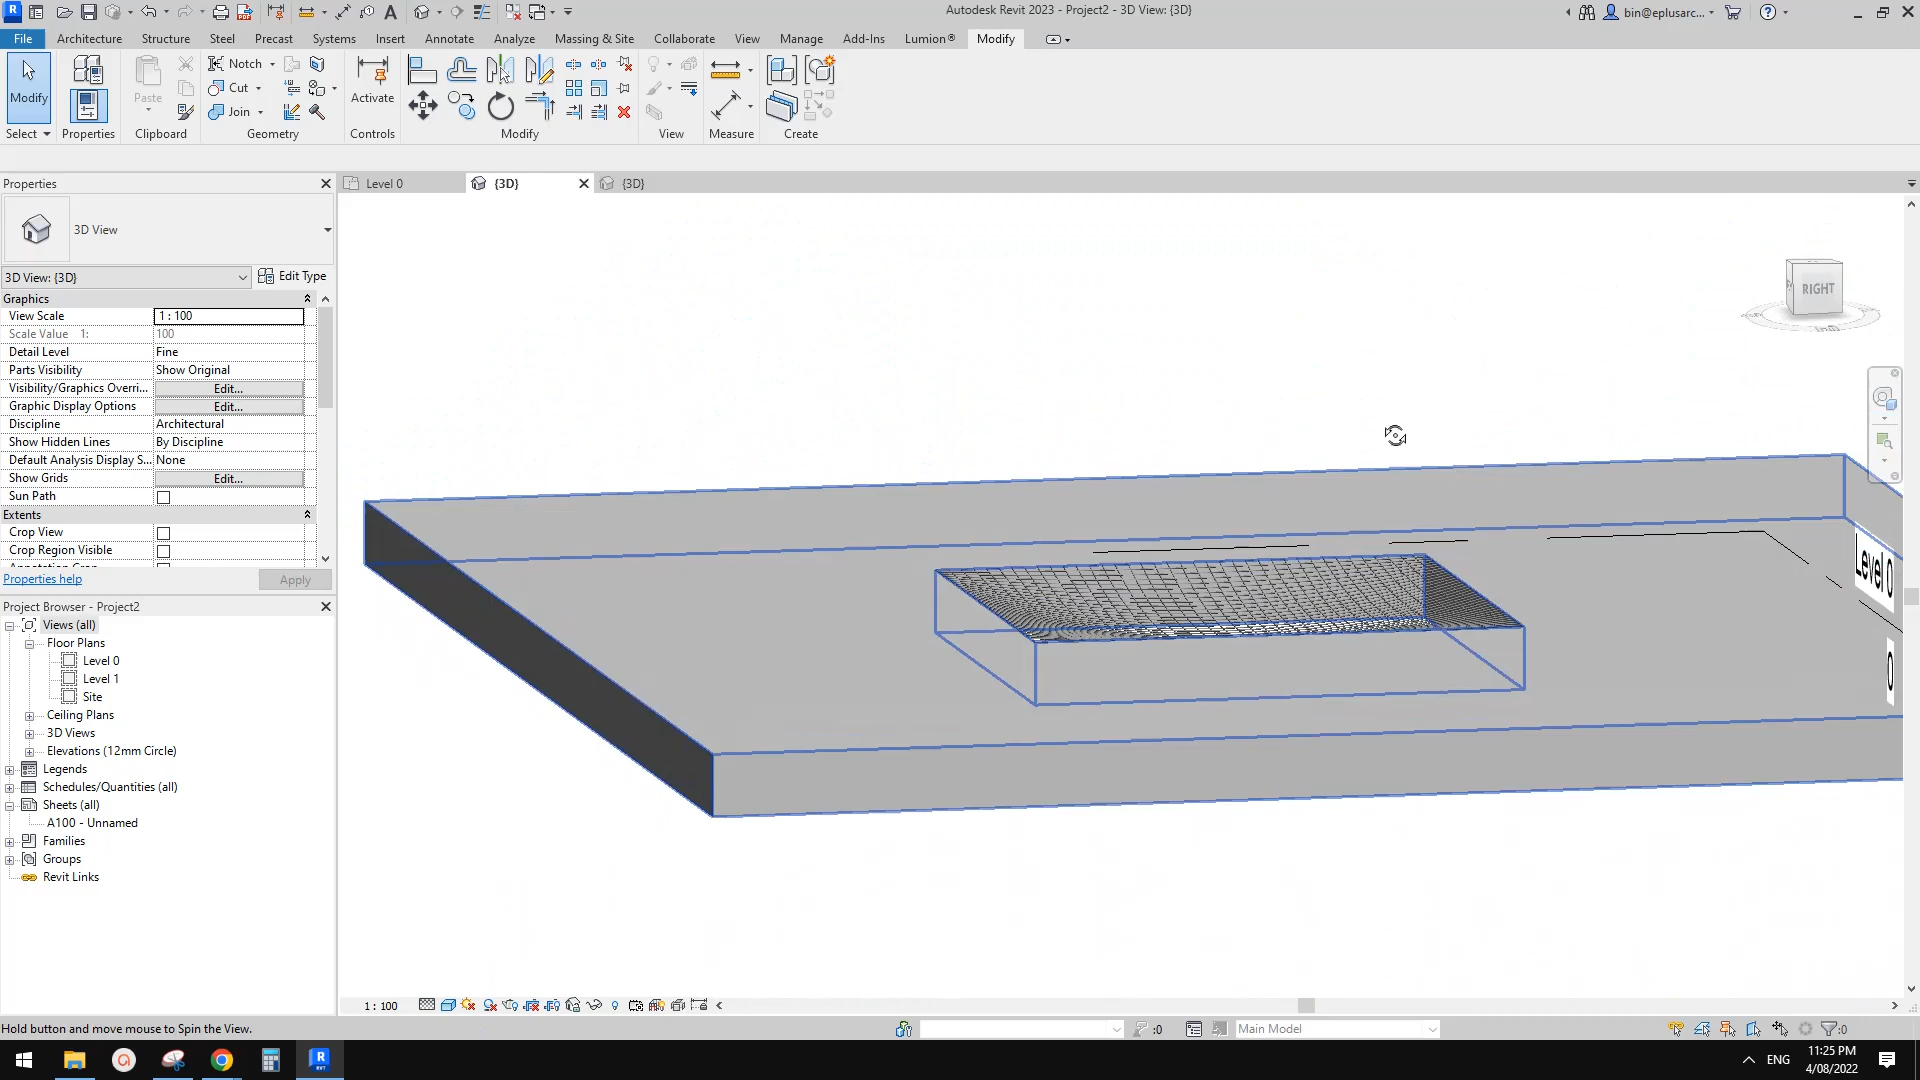 Autodesk Revit 2023 - Project2 - 3D View: {3D}
bin@eplusarc...
File
Architecture
Structure
Steel
Precast
Systems
Insert
Annotate
Analyze
Massing & Site
Collaborate
View
Manage
Add-Ins
Lumion®
Modify
Modify
Select
Properties
Paste
Clipboard
Notch
Cut
Join
Geometry
Activate
Controls
Modify
View
Measure
Create
Properties
Level 0
{3D}
{3D}
3D View
3D View: {3D}
Edit Type
Graphics
View Scale
1 : 100
Scale Value 1:
100
Detail Level
Fine
Parts Visibility
Show Original
Visibility/Graphics Overri...
Edit...
Graphic Display Options
Edit...
Discipline
Architectural
Show Hidden Lines
By Discipline
Default Analysis Display S...
None
Show Grids
Edit...
Sun Path
Extents
Crop View
Crop Region Visible
Properties help
Apply
Project Browser - Project2
Views (all)
Floor Plans
Level 0
Level 1
Site
Ceiling Plans
3D Views
Elevations (12mm Circle)
Legends
Schedules/Quantities (all)
Sheets (all)
A100 - Unnamed
Families
Groups
Revit Links
RIGHT
Level 0
0
1 : 100
Hold button and move mouse to Spin the View.
:0
Main Model
:0
ENG
11:25 PM
4/08/2022